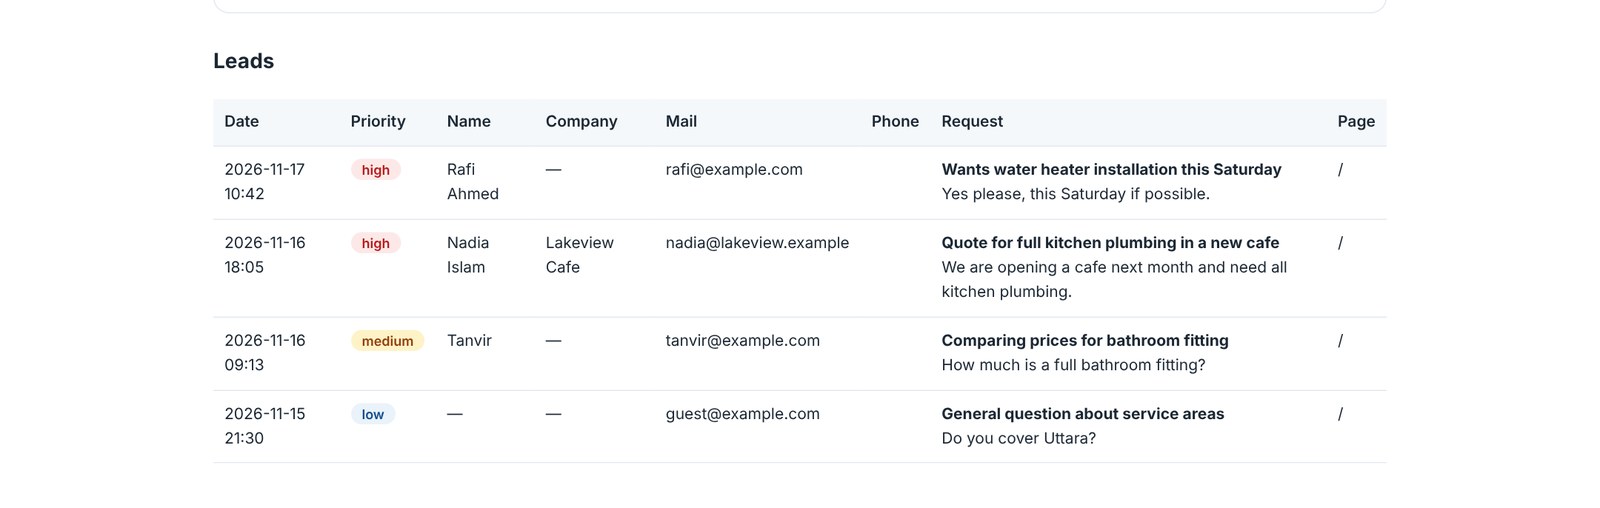 Leads
Date Priority Name Company Mail Phone Request Page
2026-11-17 10:42 high Rafi Ahmed — rafi@example.com Wants water heater installation this Saturday /
Yes please, this Saturday if possible.
2026-11-16 18:05 high Nadia Islam Lakeview Cafe nadia@lakeview.example Quote for full kitchen plumbing in a new cafe /
We are opening a cafe next month and need all
kitchen plumbing.
2026-11-16 09:13 medium Tanvir — tanvir@example.com Comparing prices for bathroom fitting /
How much is a full bathroom fitting?
2026-11-15 21:30 low — — guest@example.com General question about service areas /
Do you cover Uttara?